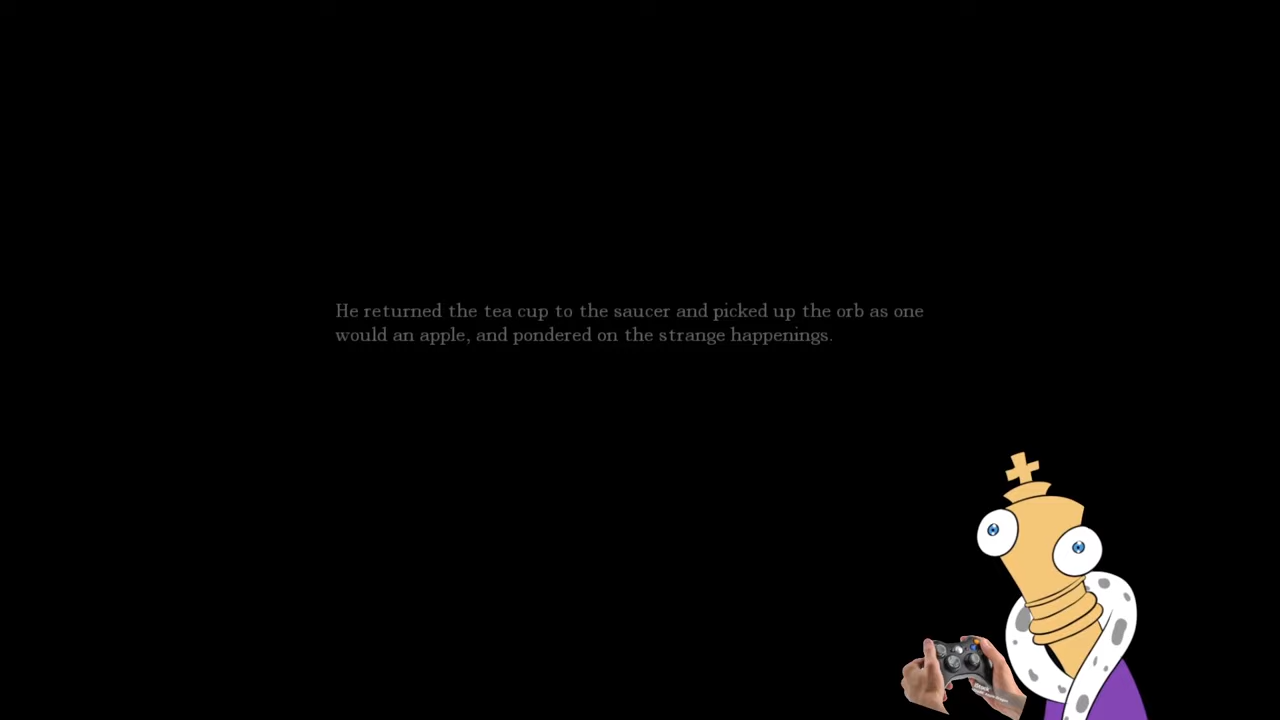 He returned the tea cup to the saucer and picked up the orb as one
would an apple, and pondered on the strange happenings.